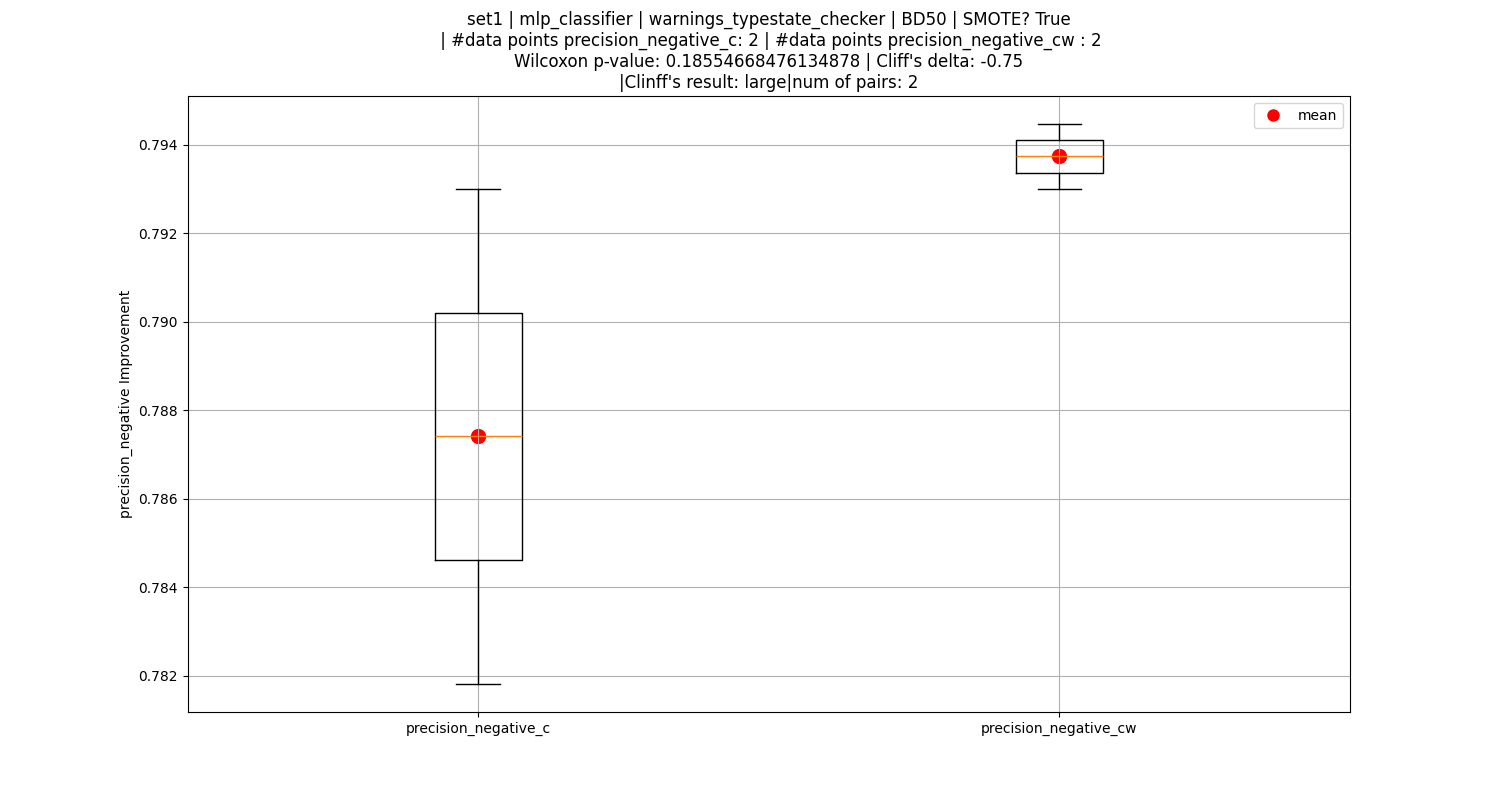 set1 | mlp_classifier | warnings_typestate_checker | BD50 | SMOTE? True
| #data points precision_negative_c: 2 | #data points precision_negative_cw : 2
Wilcoxon p-value: 0.18554668476134878 | Cliff's delta: -0.75
|Clinff's result: large|num of pairs: 2
mean
0.794
0.792
0.790
0.788
0.786
0.784
0.782
precision_negative Improvement
precision_negative_c
precision_negative_cw